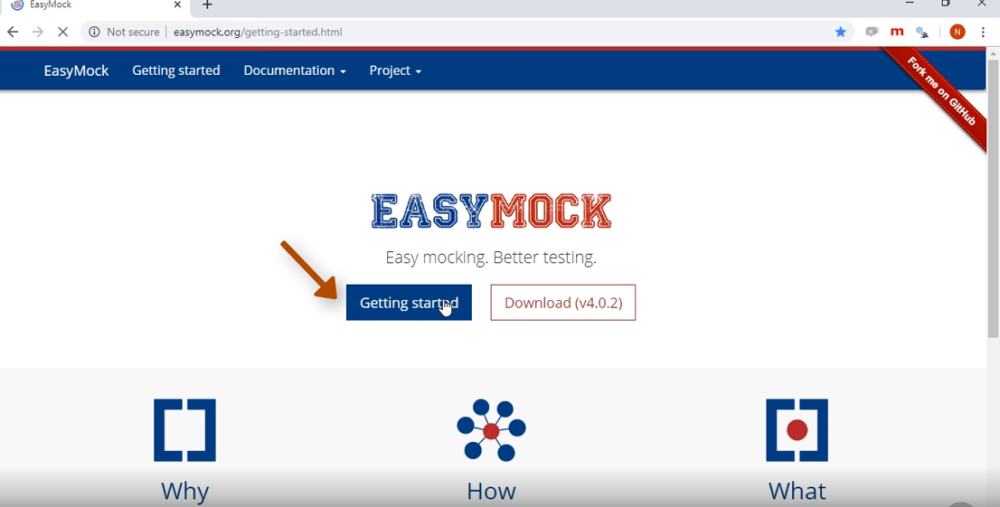 EasyMock
Not secure | easymock.org/getting-started.html
N
EasyMock Getting started Documentation Project
Fork me on GitHub
EASYMOCK
Easy mocking. Better testing.
Getting started Download (v4.0.2)
Why How What